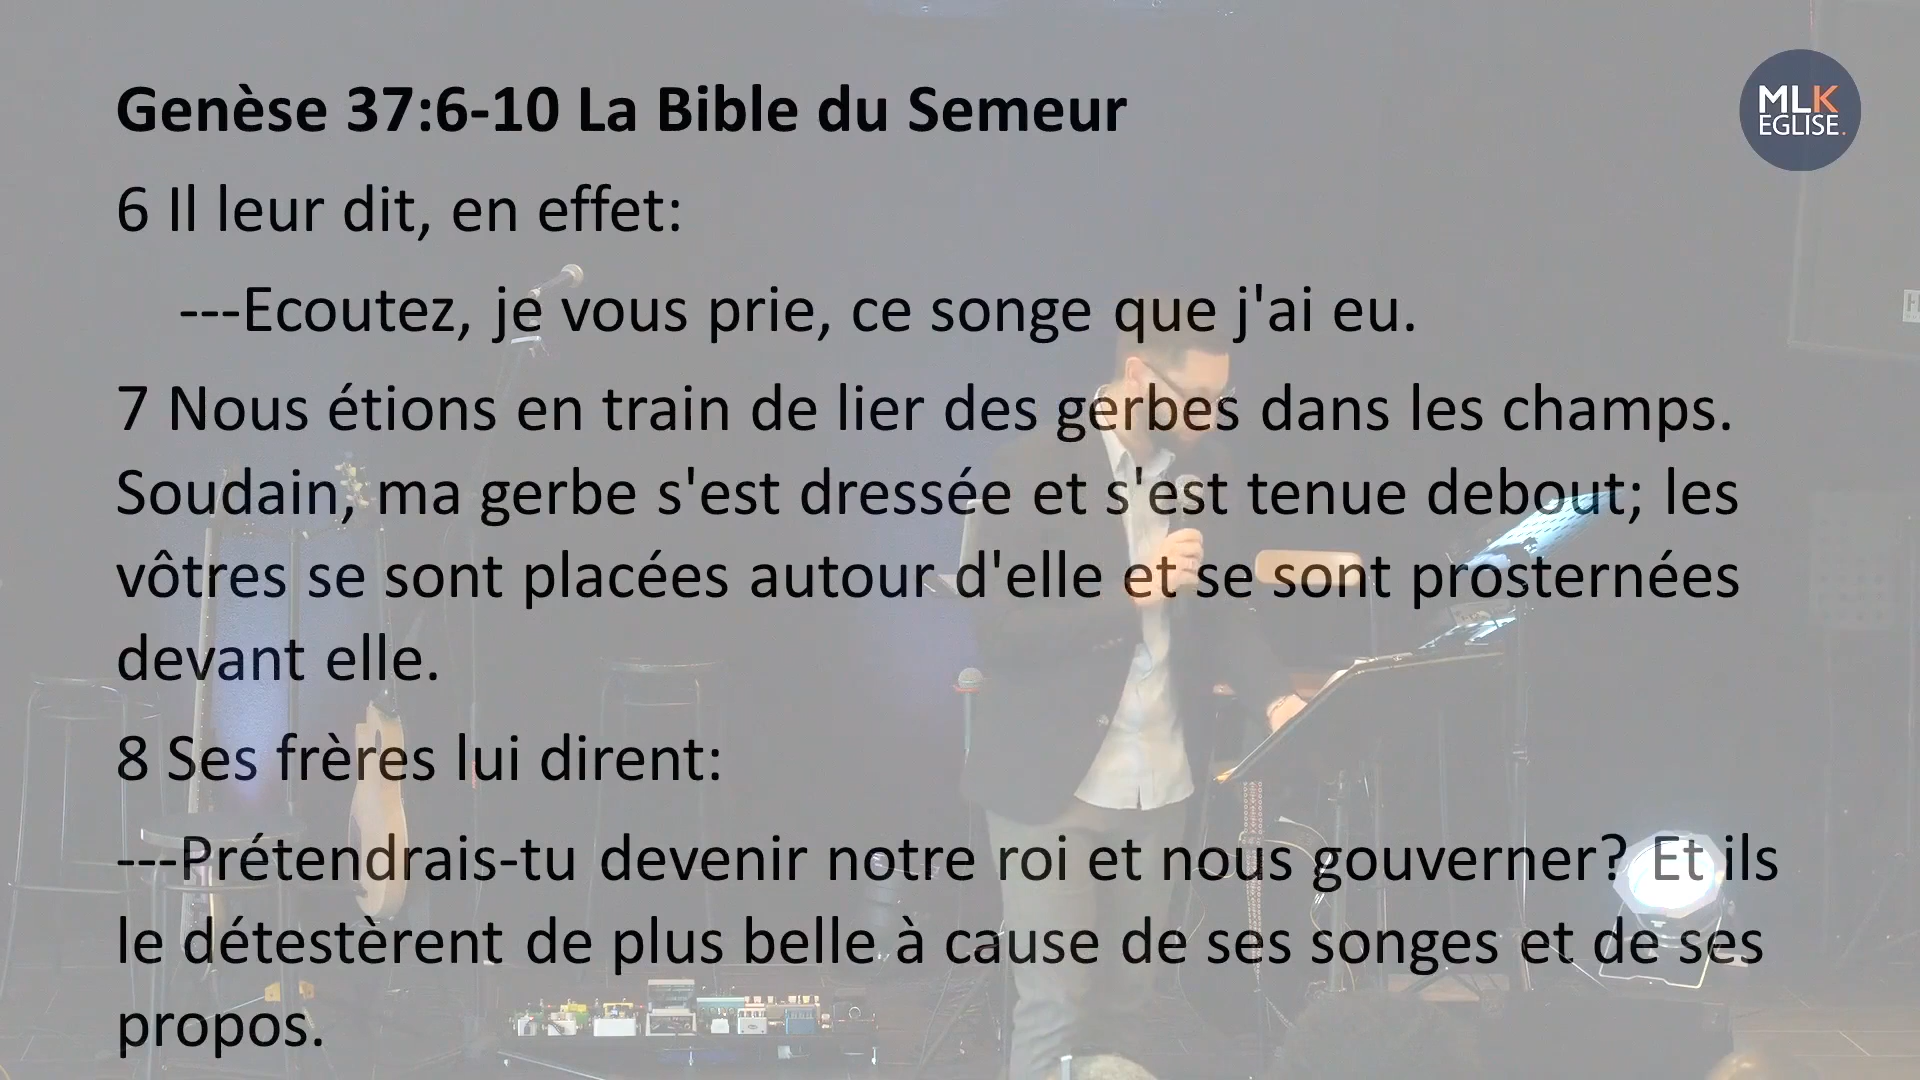 Genèse 37:6-10 La Bible du Semeur
MLK
EGLISE.
6 Il leur dit, en effet:
---Ecoutez, je vous prie, ce songe que j'ai eu.
7 Nous étions en train de lier des gerbes dans les champs.
Soudain, ma gerbe s'est dressée et s'est tenue debout; les
vôtres se sont placées autour d'elle et se sont prosternées
devant elle.
8 Ses frères lui dirent:
---Prétendrais-tu devenir notre roi et nous gouverner? Et ils
le détestèrent de plus belle à cause de ses songes et de ses
propos.